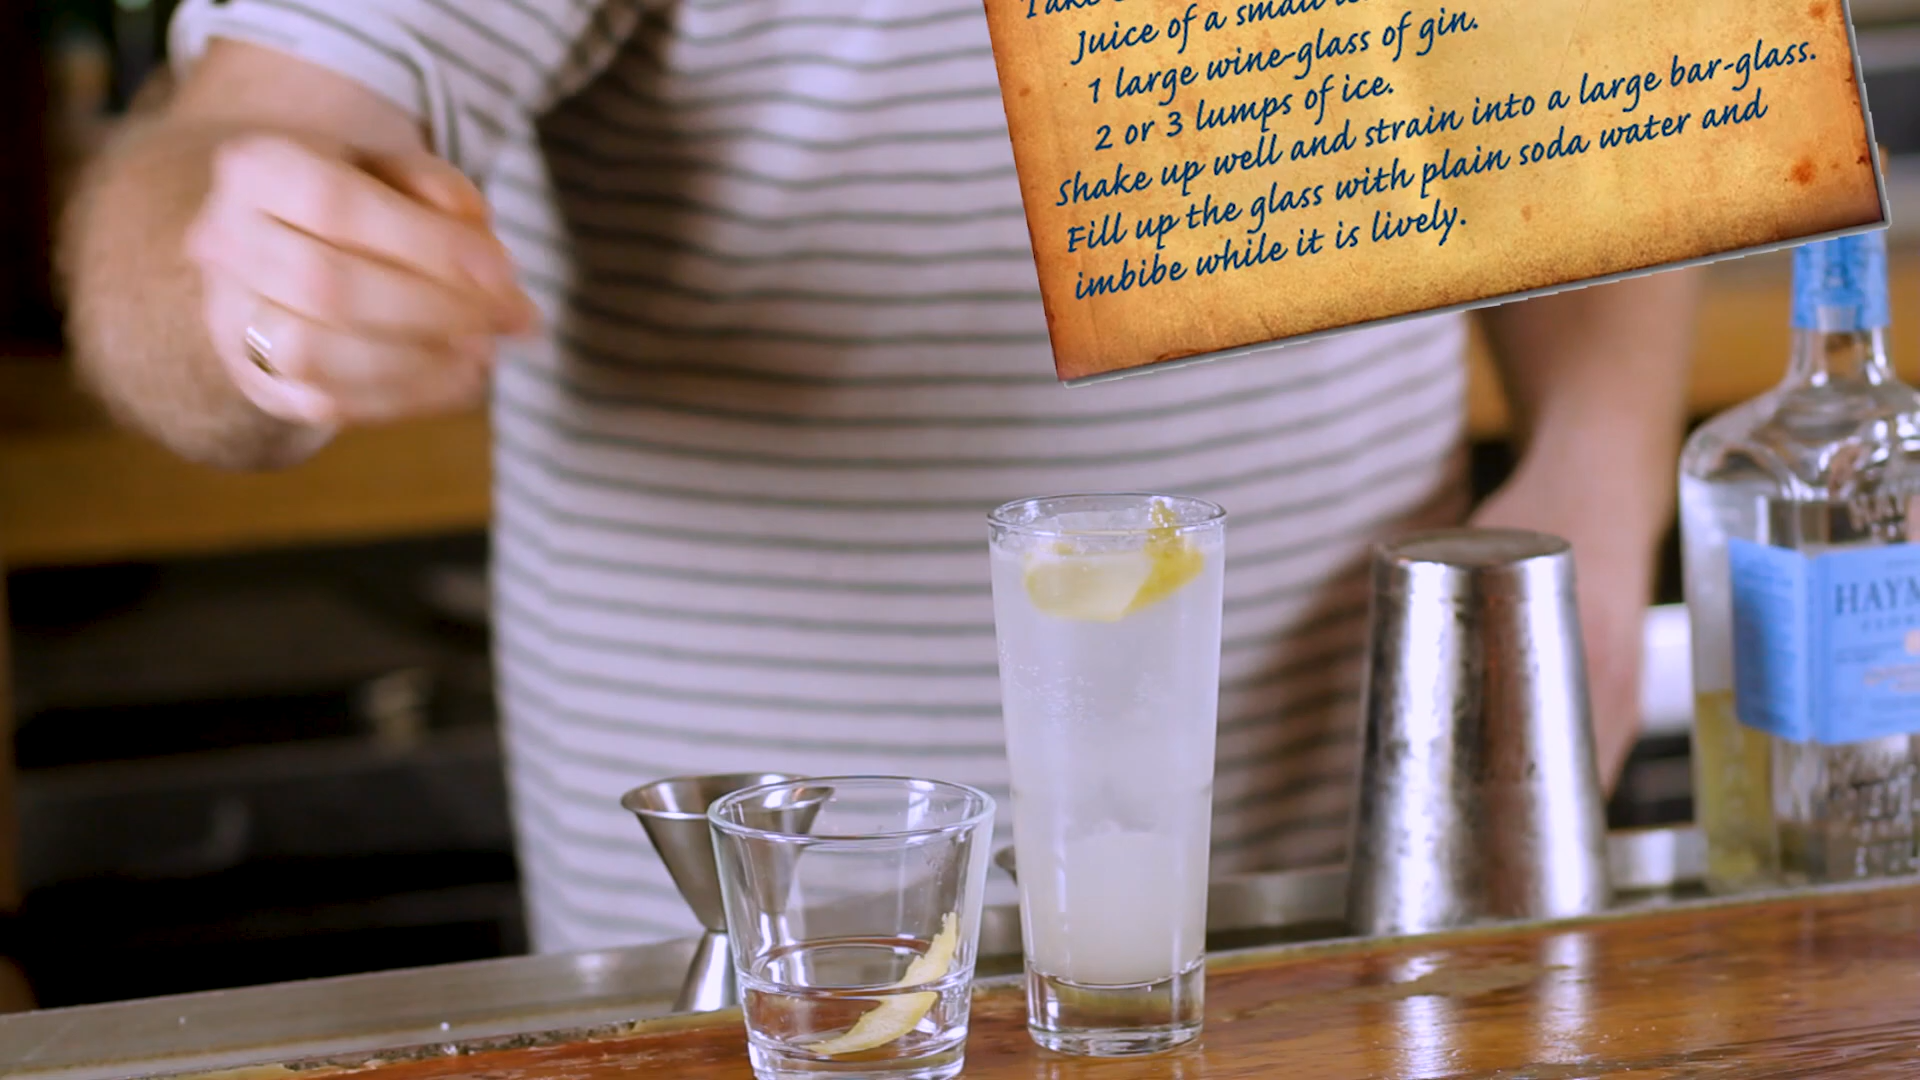 Take
Juice of a small
1 large wine-glass of gin.
2 or 3 lumps of ice.
Shake up well and strain into a large bar-glass.
Fill up the glass with plain soda water and
imbibe while it is lively.
HAYM